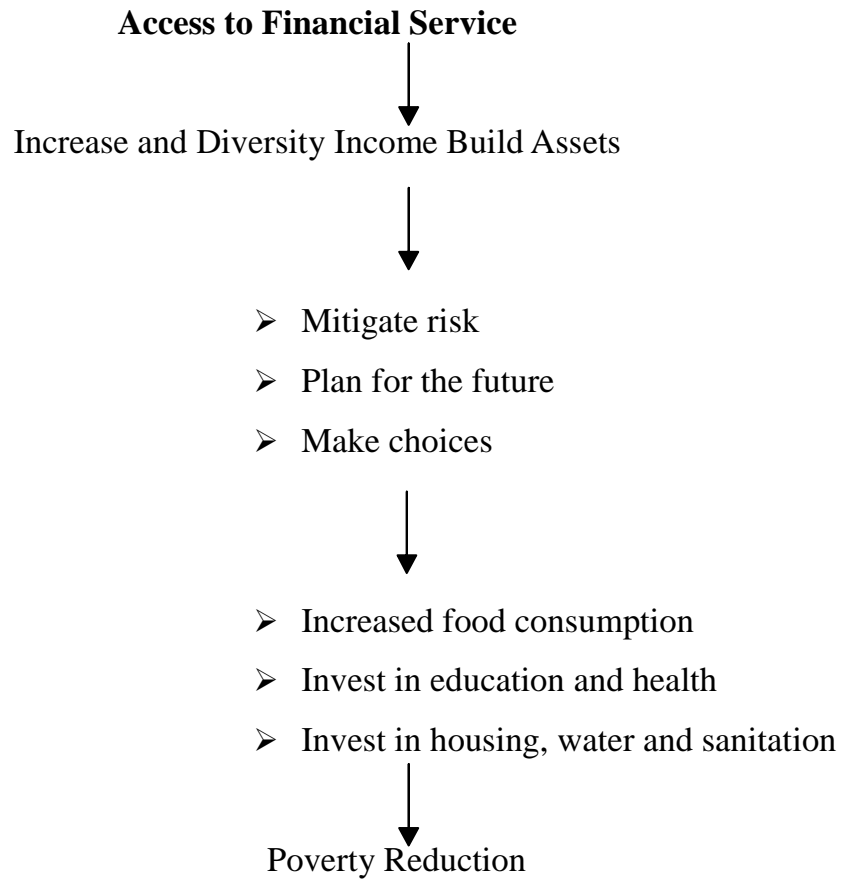 Access to Financial Service
Increase and Diversity Income Build Assets
➢ Mitigate risk
➢ Plan for the future
➢ Make choices
➢ Increased food consumption
➢ Invest in education and health
➢ Invest in housing, water and sanitation
Poverty Reduction